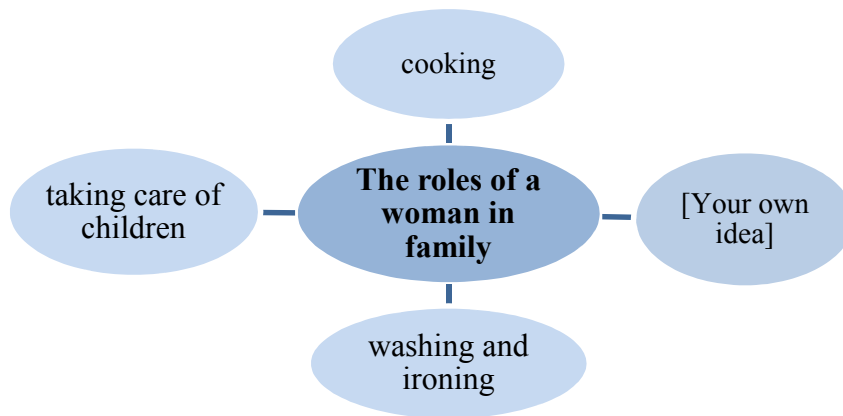 cooking
taking care of
children
The roles of a
woman in
family
[Your own
idea]
washing and
ironing